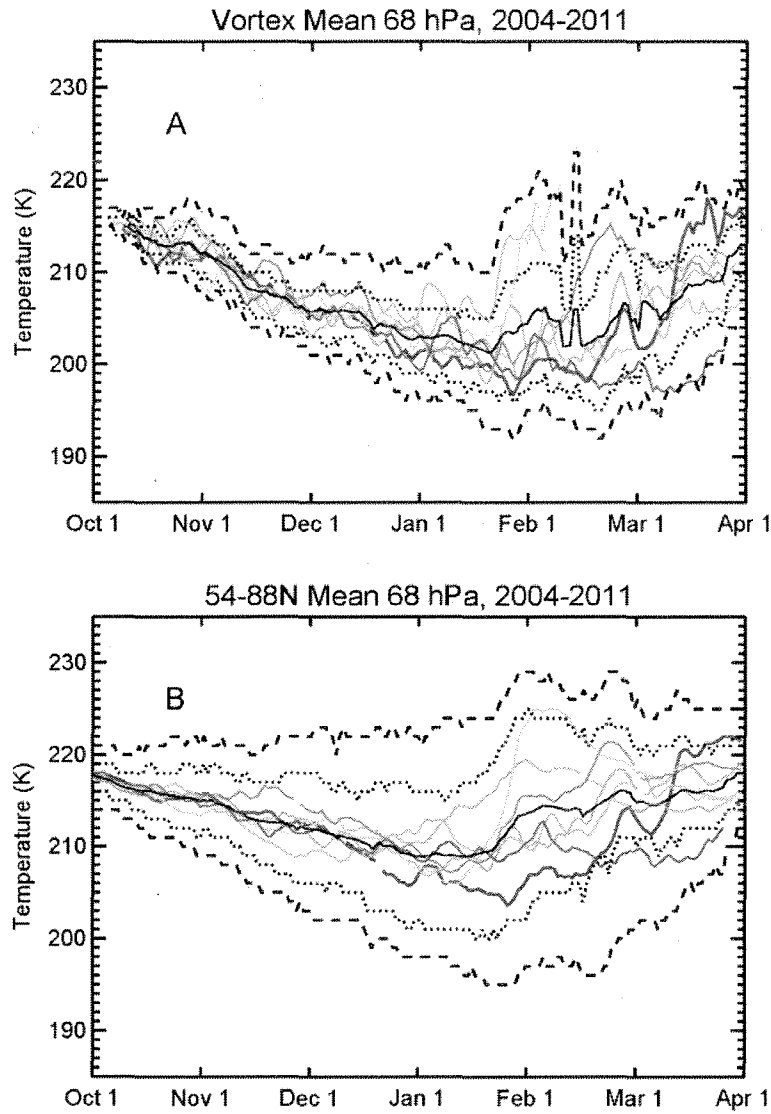 Vortex Mean 68 hPa, 2004-2011
A
230
220
210
200
190
Temperature (K)
Oct 1 Nov 1 Dec 1 Jan 1 Feb 1 Mar 1 Apr 1
54-88N Mean 68 hPa, 2004-2011
B
230
220
210
200
190
Temperature (K)
Oct 1 Nov 1 Dec 1 Jan 1 Feb 1 Mar 1 Apr 1